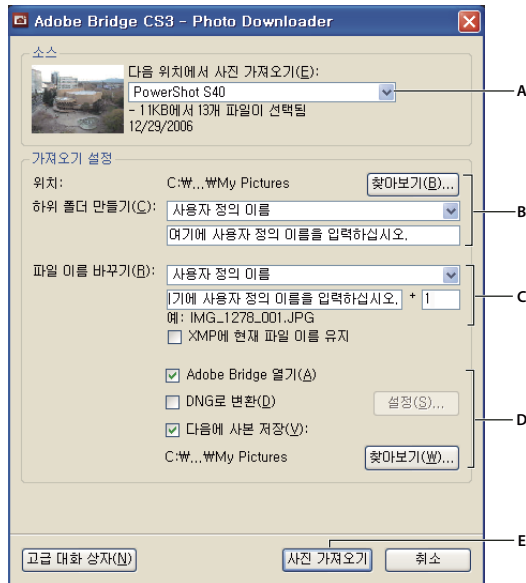 Adobe Bridge CS3 - Photo Downloader
소스
다음 위치에서 사진 가져오기(E):
PowerShot S40
A
- 11KB에서 13개 파일이 선택됨
12/29/2006
가져오기 설정
위치: C:₩...₩My Pictures 찾아보기(B)...
하위 폴더 만들기(C): 사용자 정의 이름
B
여기에 사용자 정의 이름을 입력하십시오.
파일 이름 바꾸기(R): 사용자 정의 이름
기에 사용자 정의 이름을 입력하십시오. + 1
C
예: IMG_1278_001.JPG
XMP에 현재 파일 이름 유지
Adobe Bridge 열기(A)
DNG로 변환(D) 설정(S)...
D
다음에 사본 저장(V):
C:₩...₩My Pictures 찾아보기(W)...
E
고급 대화 상자(N) 사진 가져오기 취소